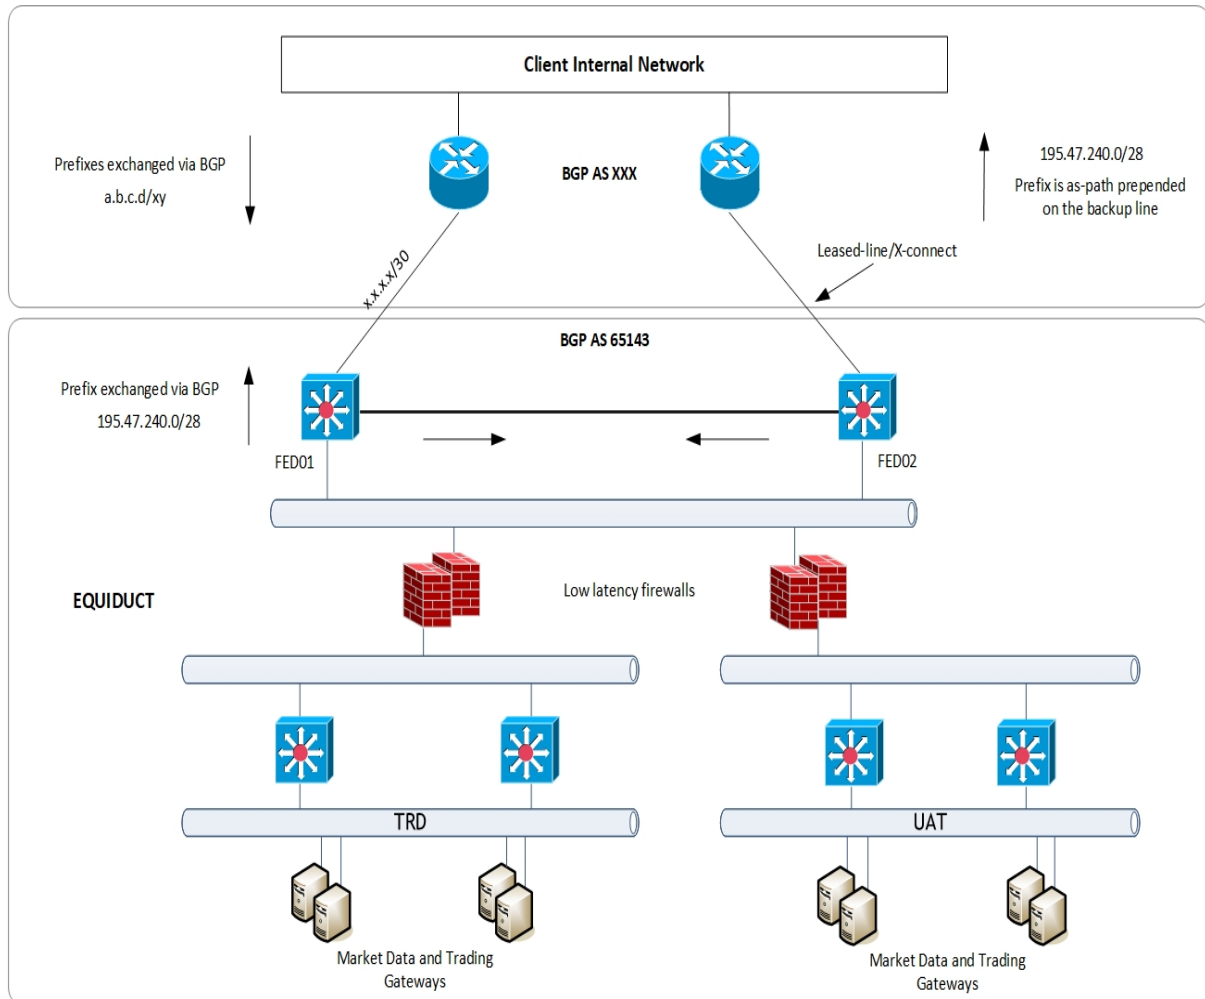 Client Internal Network
Prefixes exchanged via BGP
a.b.c.d/xy
BGP AS XXX
195.47.240.0/28
Prefix is as-path prepended
on the backup line
x.x.x.x/30
Leased-line/X-connect
BGP AS 65143
Prefix exchanged via BGP
195.47.240.0/28
FED01
FED02
EQUIDUCT
Low latency firewalls
TRD
UAT
Market Data and Trading
Gateways
Market Data and Trading
Gateways